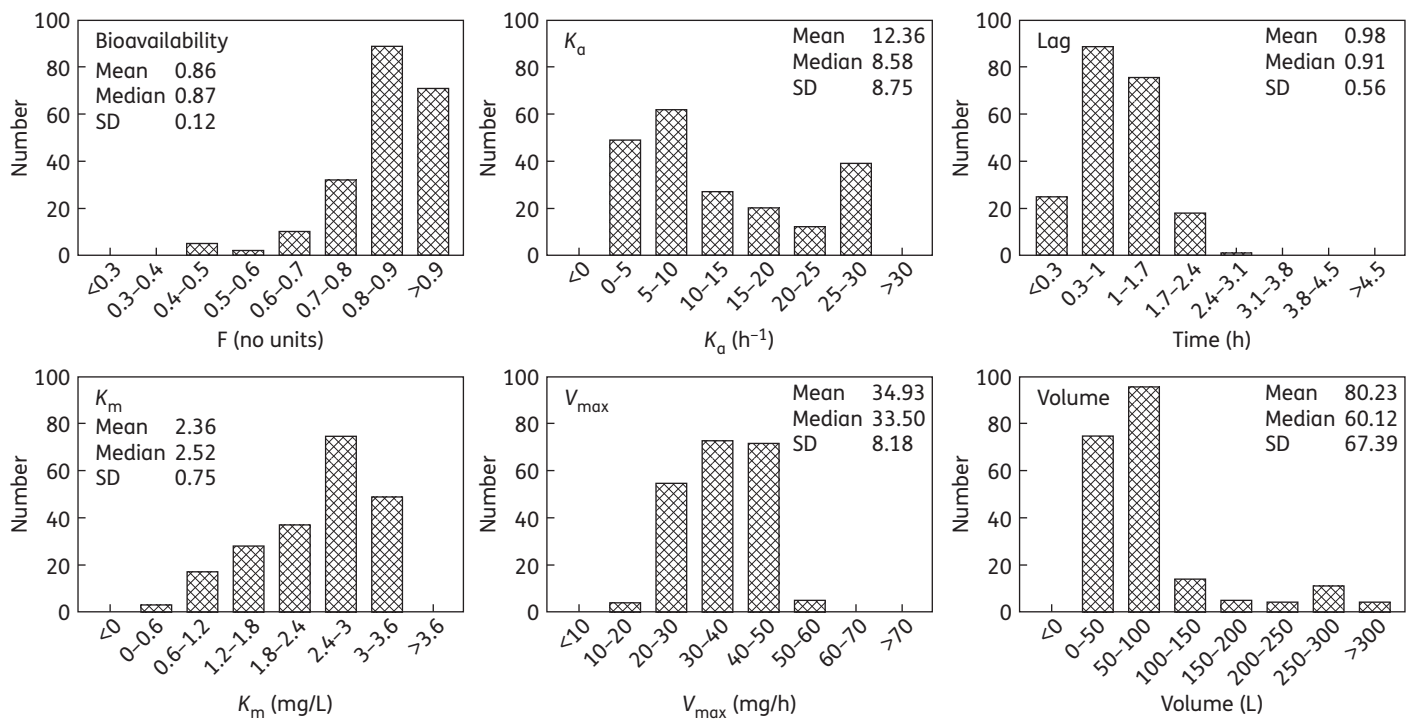 Bioavailability
Mean 0.86
Median 0.87
SD 0.12
Number
100
80
60
40
20
0
<0.3
0.3–0.4
0.4–0.5
0.5–0.6
0.6–0.7
0.7–0.8
0.8–0.9
>0.9
F (no units)
Ka
Mean 12.36
Median 8.58
SD 8.75
Number
100
80
60
40
20
0
<0
0–5
5–10
10–15
15–20
20–25
25–30
>30
Ka (h–1)
Lag
Mean 0.98
Median 0.91
SD 0.56
Number
100
80
60
40
20
0
<0.3
0.3–1
1–1.7
1.7–2.4
2.4–3.1
3.1–3.8
3.8–4.5
>4.5
Time (h)
Km
Mean 2.36
Median 2.52
SD 0.75
Number
100
80
60
40
20
0
<0
0–0.6
0.6–1.2
1.2–1.8
1.8–2.4
2.4–3
3–3.6
>3.6
Km (mg/L)
Vmax
Mean 34.93
Median 33.50
SD 8.18
Number
100
80
60
40
20
0
<10
10–20
20–30
30–40
40–50
50–60
60–70
>70
Vmax (mg/h)
Volume
Mean 80.23
Median 60.12
SD 67.39
Number
100
80
60
40
20
0
<0
0–50
50–100
100–150
150–200
200–250
250–300
>300
Volume (L)